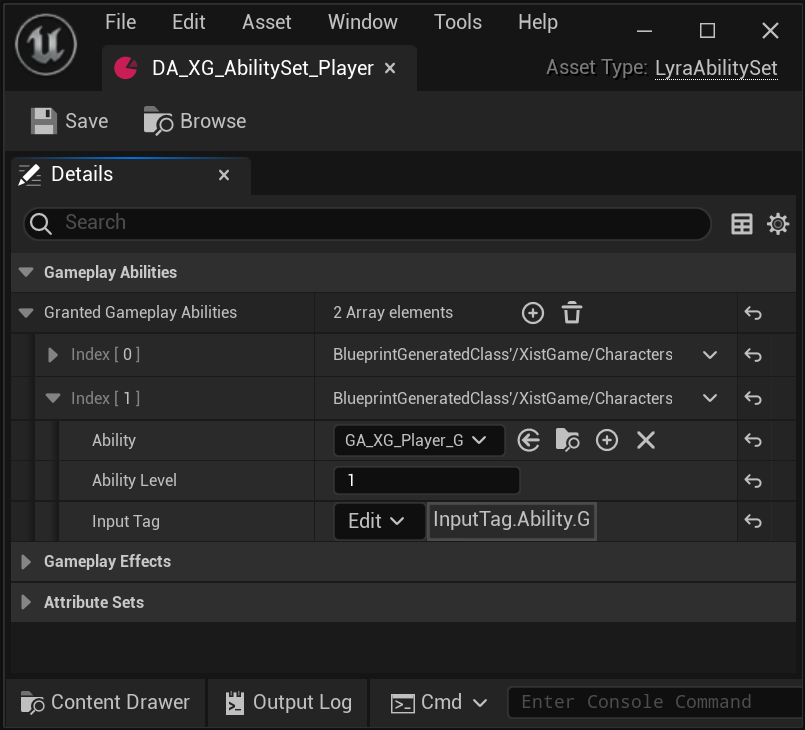 File Edit Asset Window Tools Help
DA_XG_AbilitySet_Player
Asset Type: LyraAbilitySet
Save Browse
Details
Search
Gameplay Abilities
Granted Gameplay Abilities 2 Array elements
Index [ 0 ] BlueprintGeneratedClass'/XistGame/Characters
Index [ 1 ] BlueprintGeneratedClass'/XistGame/Characters
Ability GA_XG_Player_G
Ability Level 1
Input Tag Edit InputTag.Ability.G
Gameplay Effects
Attribute Sets
Content Drawer Output Log Cmd Enter Console Command